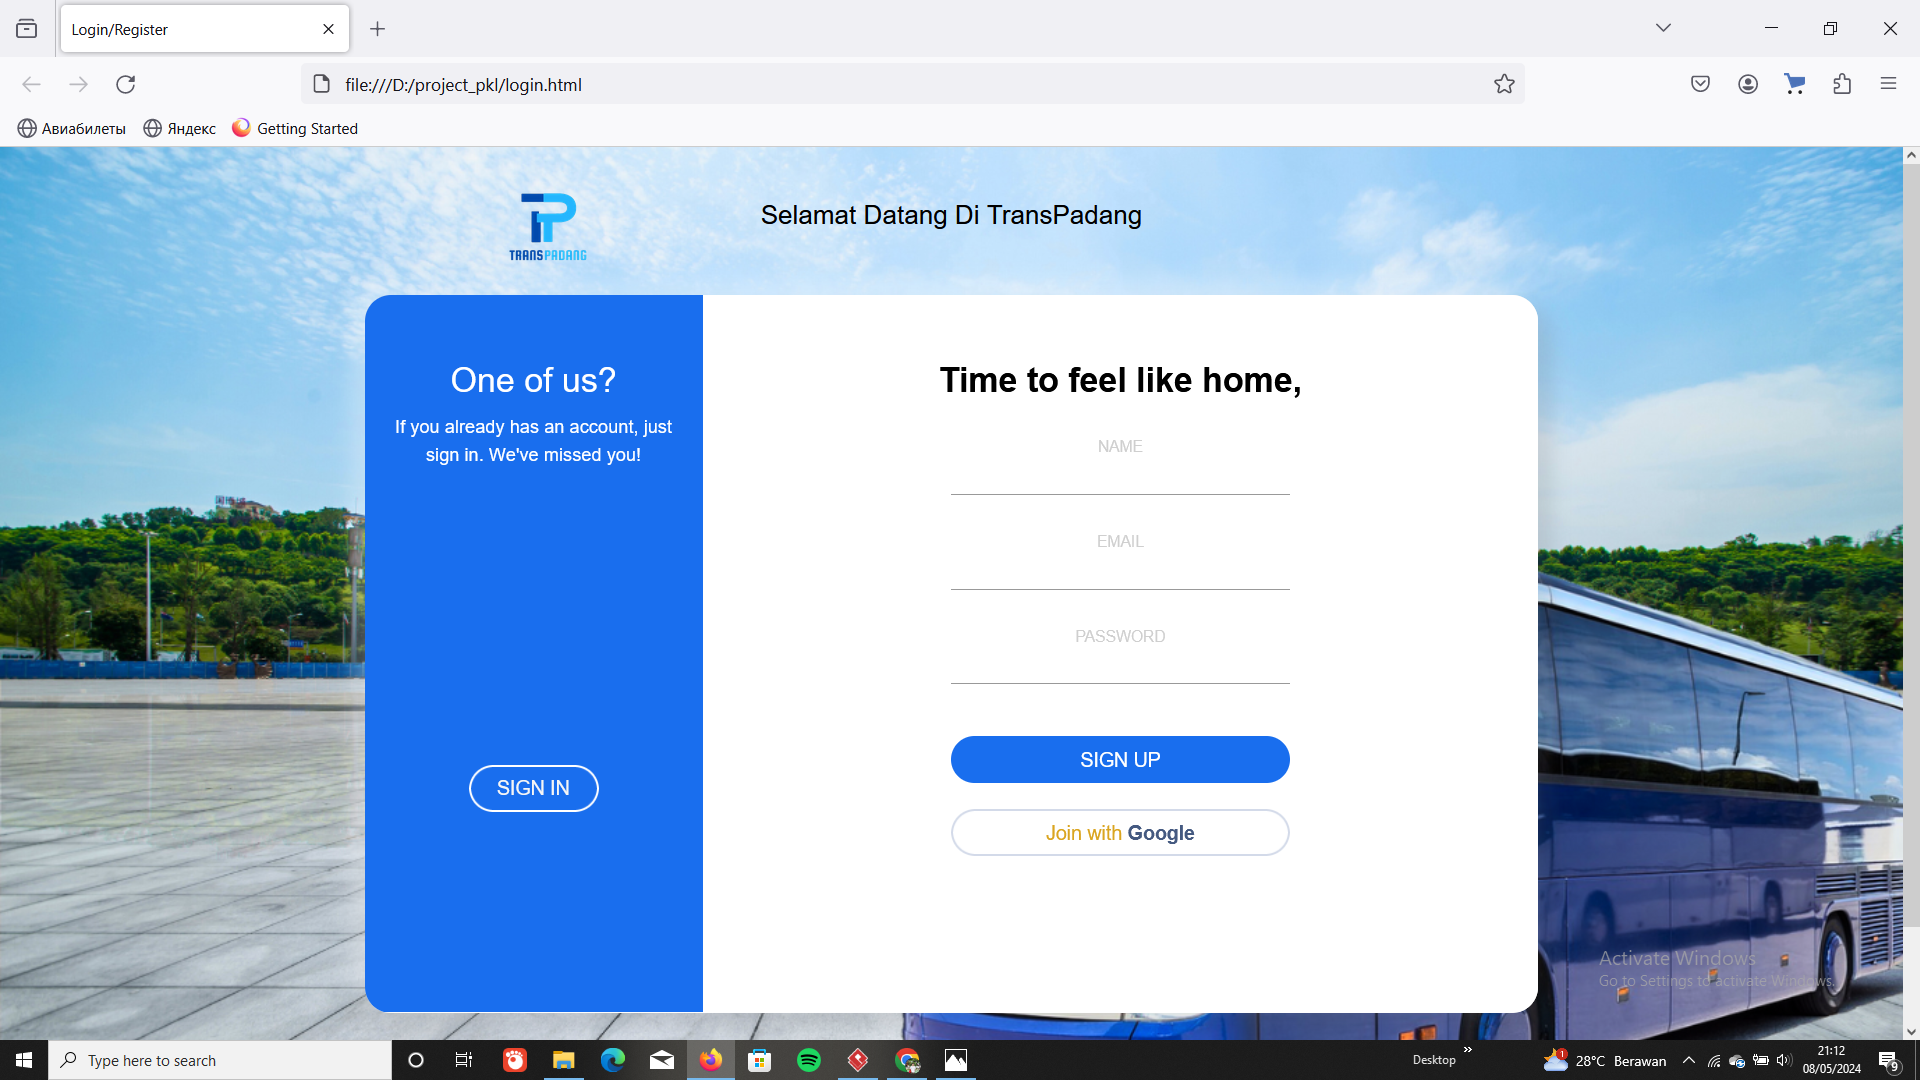 Login/Register
file:///D:/project_pkl/login.html
Авиабилеты
Яндекс
Getting Started
TRANSPADANG
Selamat Datang Di TransPadang
One of us?
If you already has an account, just
sign in. We've missed you!
SIGN IN
Time to feel like home,
NAME
EMAIL
PASSWORD
SIGN UP
Join with Google
Activate Windows
Go to Settings to activate Windows.
Type here to search
Desktop
1
28°C Berawan
21:12
08/05/2024
9